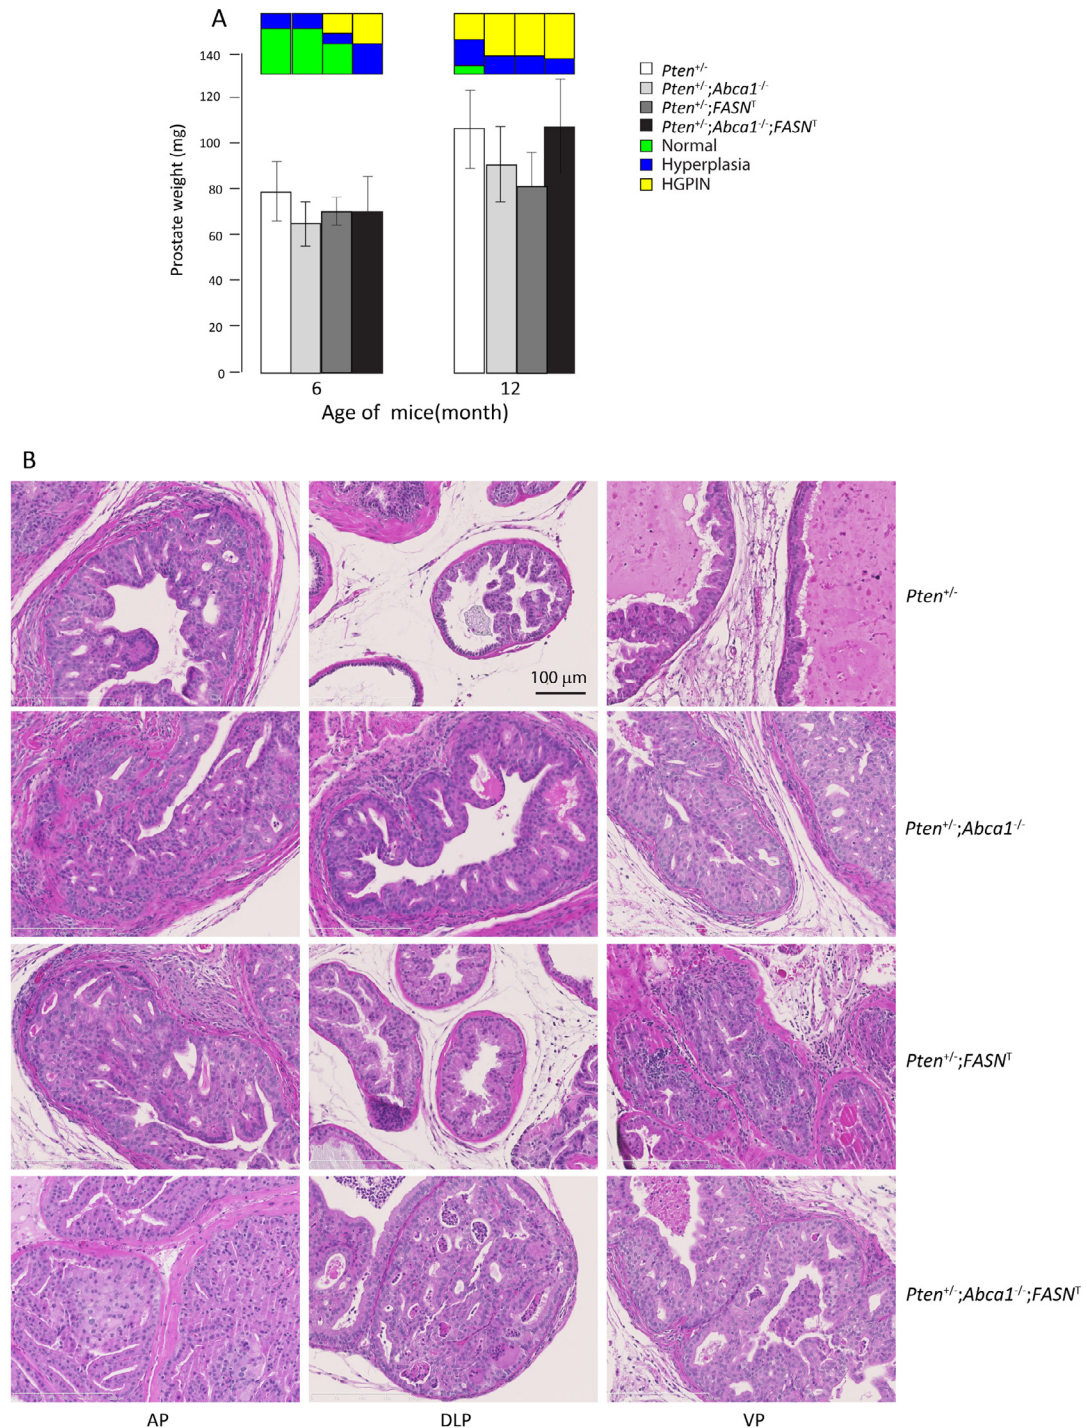 A
140
120
100
80
60
40
20
0
Prostate weight (mg)
6
12
Age of mice(month)
Pten+/-
Pten+/-;Abca1-/-
Pten+/-;FASNT
Pten+/-;Abca1-/-;FASNT
Normal
Hyperplasia
HGPIN
B
100 µm
Pten+/-
Pten+/-;Abca1-/-
Pten+/-;FASNT
Pten+/-;Abca1-/-;FASNT
AP
DLP
VP